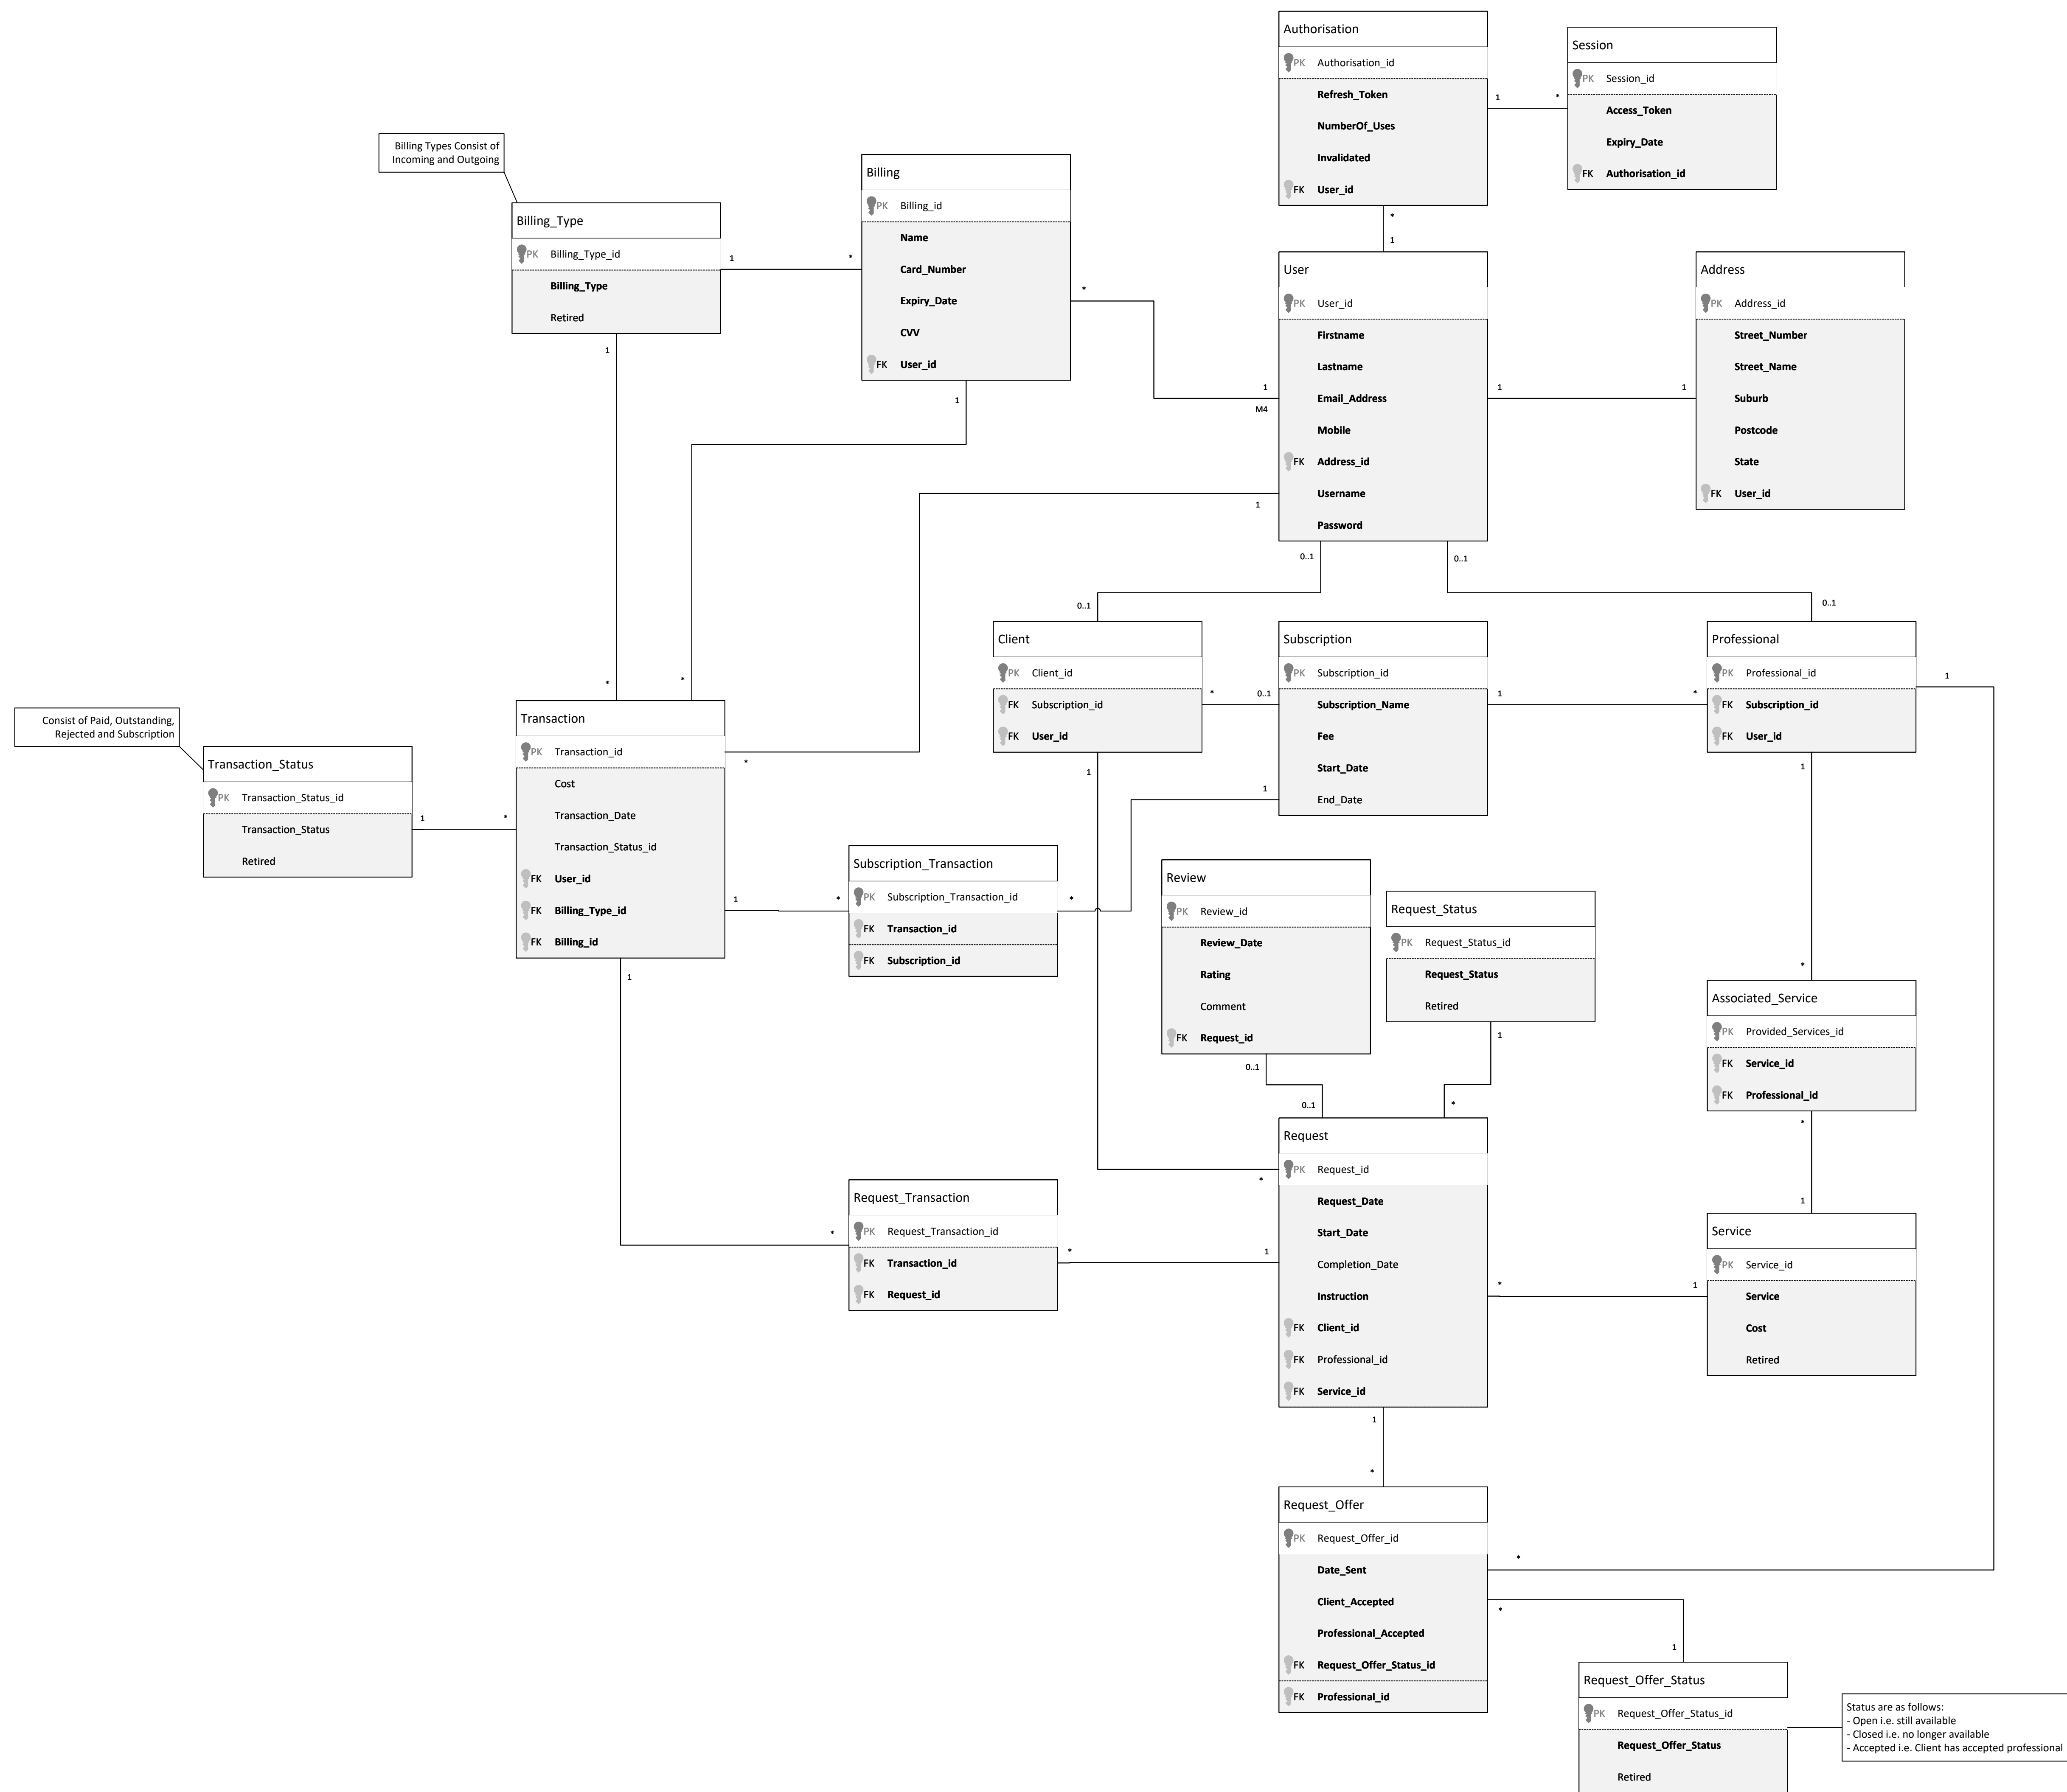 Authorisation
PK Authorisation_id
Refresh_Token
NumberOf_Uses
Invalidated
FK User_id
Session
PK Session_id
Access_Token
Expiry_Date
FK Authorisation_id
1
*
*
1
Billing Types Consist of
Incoming and Outgoing
Billing_Type
PK Billing_Type_id
Billing_Type
Retired
1
*
Billing
PK Billing_id
Name
Card_Number
Expiry_Date
CVV
FK User_id
*
1
M4
User
PK User_id
Firstname
Lastname
Email_Address
Mobile
FK Address_id
Username
Password
1
1
Address
PK Address_id
Street_Number
Street_Name
Suburb
Postcode
State
FK User_id
1
1
1
0..1
0..1
0..1
0..1
Client
PK Client_id
FK Subscription_id
FK User_id
*
0..1
Subscription
PK Subscription_id
Subscription_Name
Fee
Start_Date
End_Date
1
*
Professional
PK Professional_id
FK Subscription_id
FK User_id
1
1
1
1
*
*
Consist of Paid, Outstanding,
Rejected and Subscription
Transaction_Status
PK Transaction_Status_id
Transaction_Status
Retired
1
*
Transaction
PK Transaction_id
Cost
Transaction_Date
Transaction_Status_id
FK User_id
FK Billing_Type_id
FK Billing_id
*
1
*
1
Subscription_Transaction
PK Subscription_Transaction_id
FK Transaction_id
FK Subscription_id
*
Review
PK Review_id
Review_Date
Rating
Comment
FK Request_id
0..1
0..1
Request_Status
PK Request_Status_id
Request_Status
Retired
1
*
*
Associated_Service
PK Provided_Services_id
FK Service_id
FK Professional_id
*
1
Request_Transaction
PK Request_Transaction_id
FK Transaction_id
FK Request_id
*
*
1
*
Request
PK Request_id
Request_Date
Start_Date
Completion_Date
Instruction
FK Client_id
FK Professional_id
FK Service_id
*
1
Service
PK Service_id
Service
Cost
Retired
1
*
Request_Offer
PK Request_Offer_id
Date_Sent
Client_Accepted
Professional_Accepted
FK Request_Offer_Status_id
FK Professional_id
*
*
1
Request_Offer_Status
PK Request_Offer_Status_id
Request_Offer_Status
Retired
Status are as follows:
- Open i.e. still available
- Closed i.e. no longer available
- Accepted i.e. Client has accepted professional